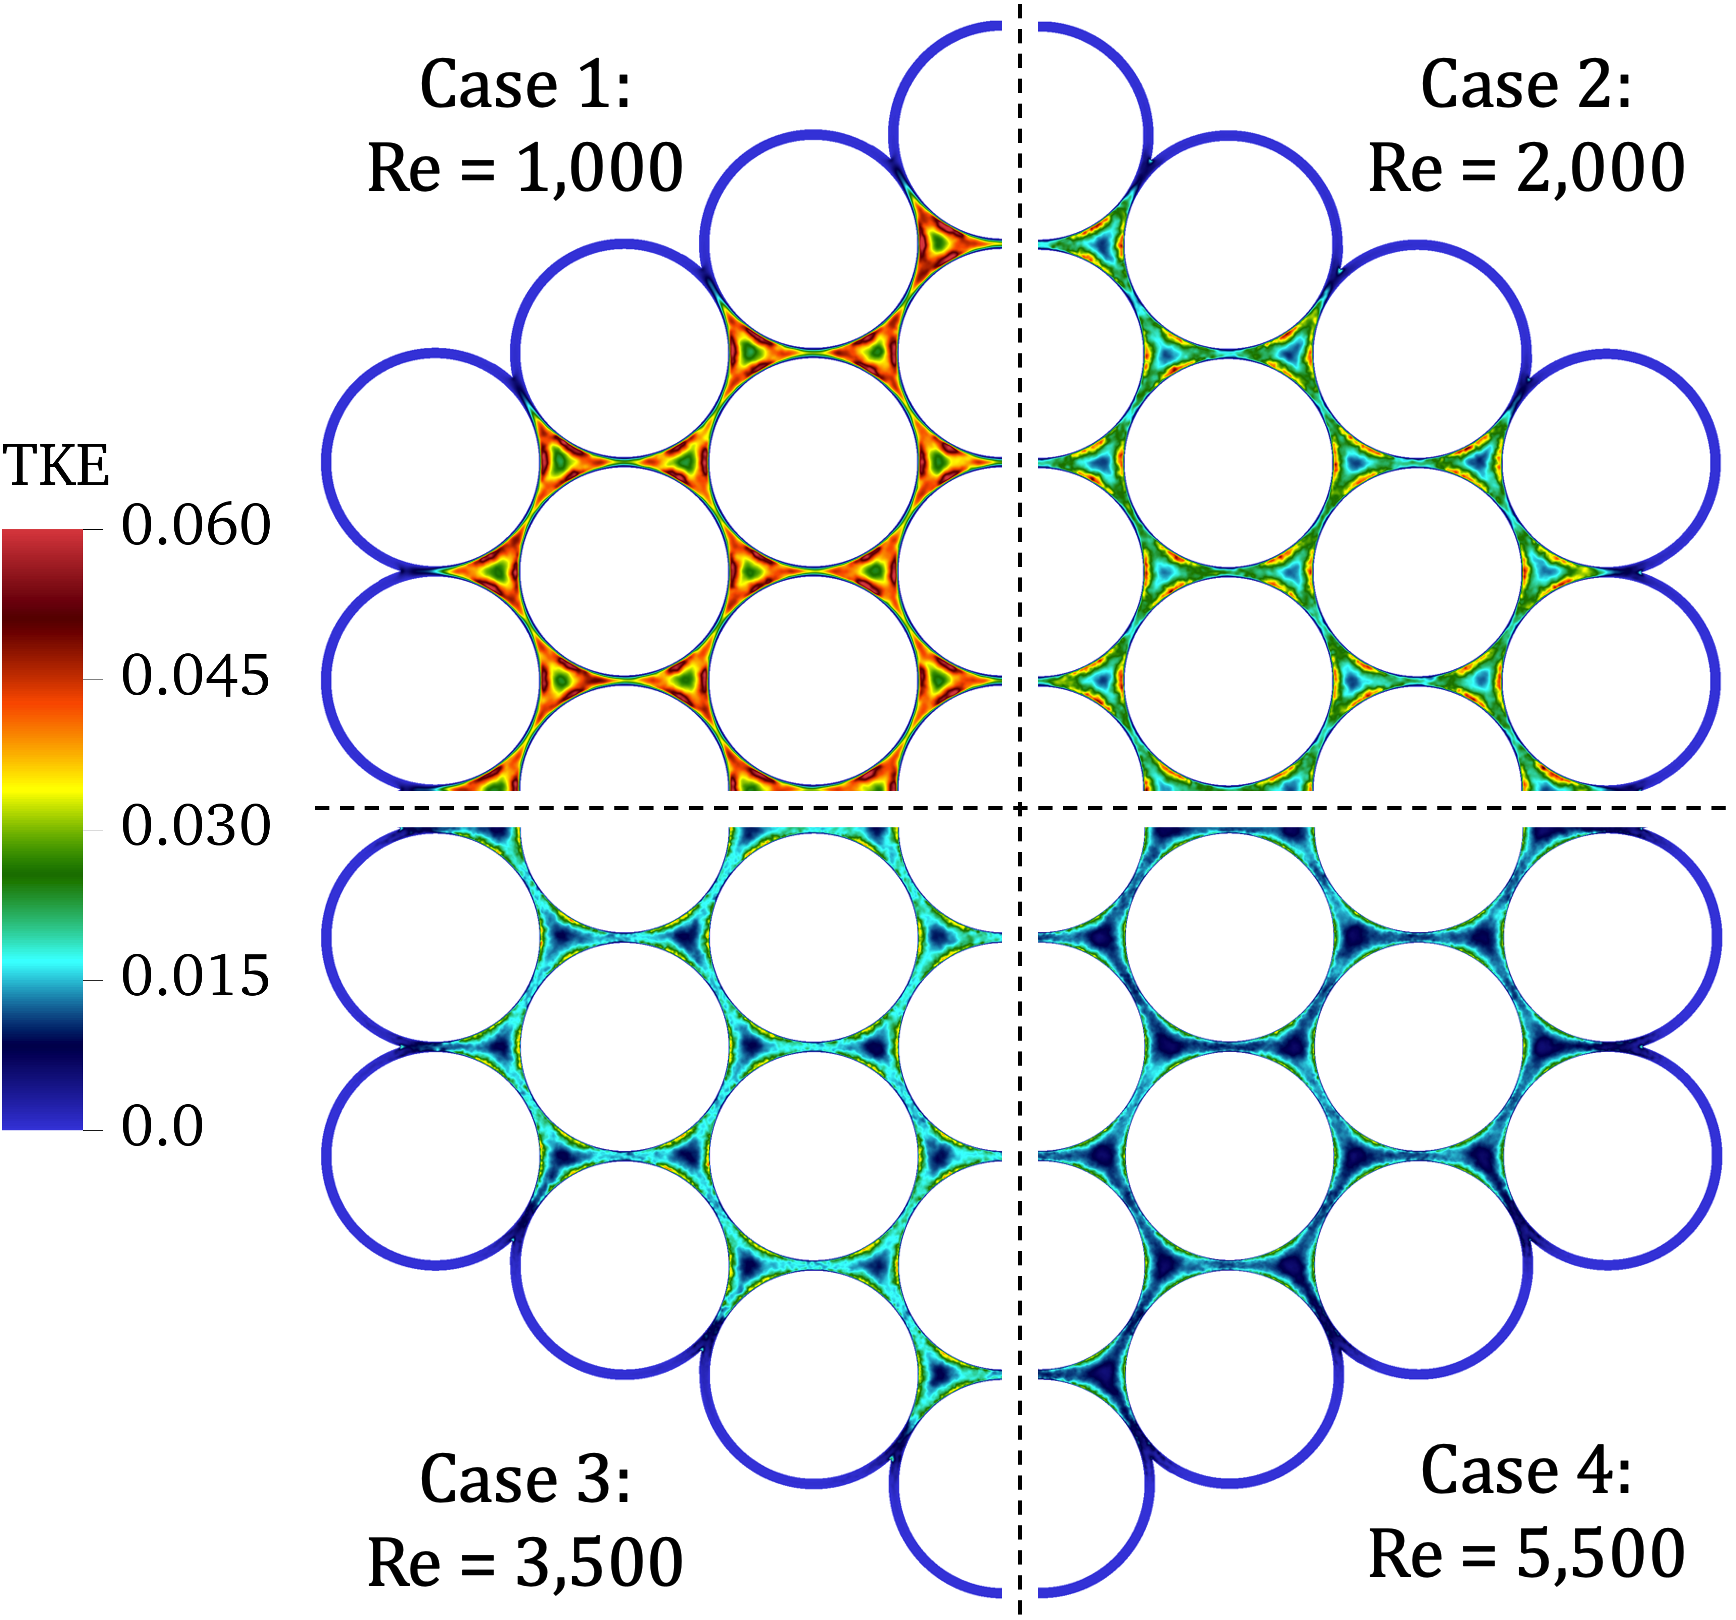 Case 1:
Re = 1,000
Case 2:
Re = 2,000
TKE
0.060
0.045
0.030
0.015
0.0
Case 3:
Re = 3,500
Case 4:
Re = 5,500